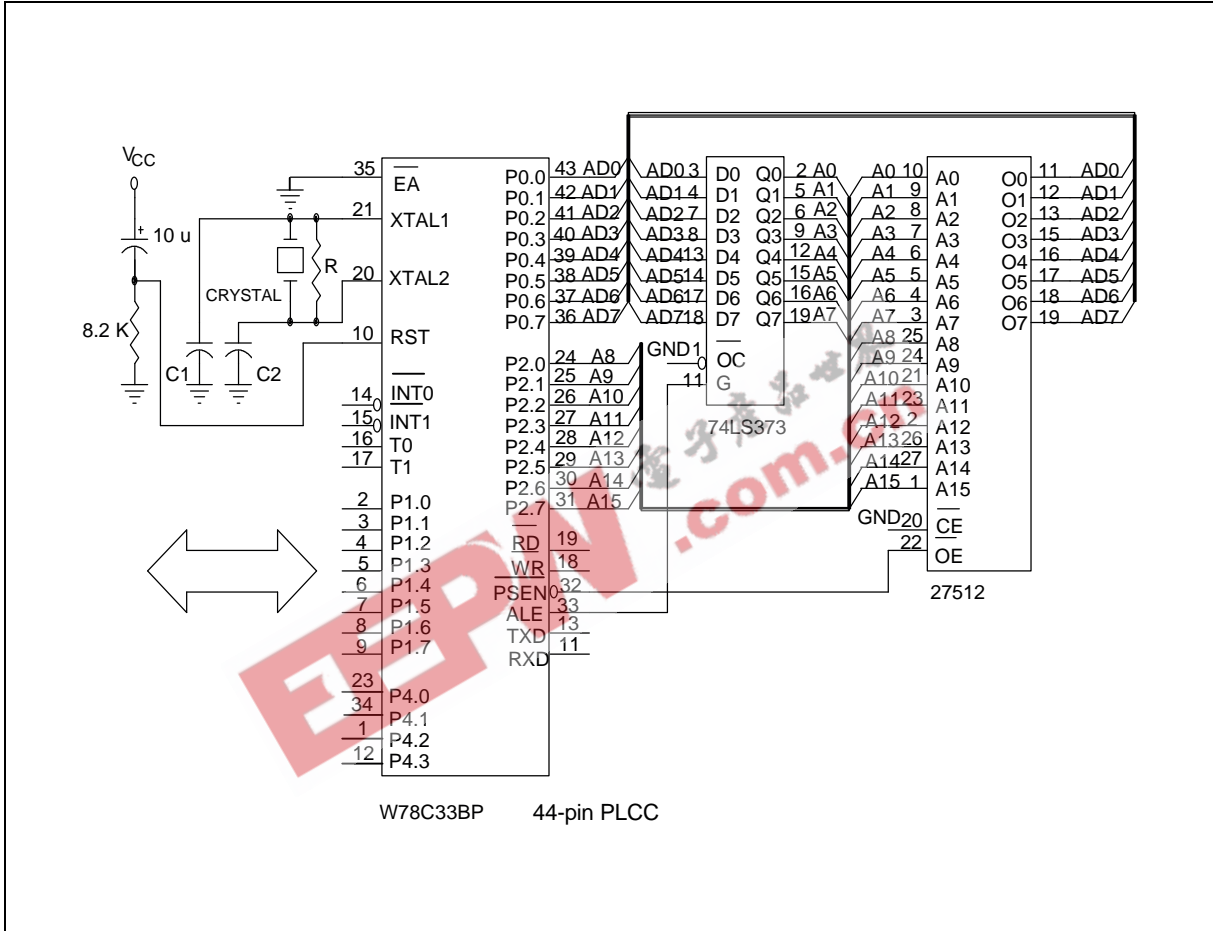 VCC
+
10 u
8.2 K
C1
C2
CRYSTAL
R
35 EA
21 XTAL1
20 XTAL2
10 RST
14 INT0
15 INT1
16 T0
17 T1
2 P1.0
3 P1.1
4 P1.2
5 P1.3
6 P1.4
7 P1.5
8 P1.6
9 P1.7
23 P4.0
34 P4.1
1 P4.2
12 P4.3
P0.0 43 AD0
P0.1 42 AD1
P0.2 41 AD2
P0.3 40 AD3
P0.4 39 AD4
P0.5 38 AD5
P0.6 37 AD6
P0.7 36 AD7
P2.0 24 A8
P2.1 25 A9
P2.2 26 A10
P2.3 27 A11
P2.4 28 A12
P2.5 29 A13
P2.6 30 A14
P2.7 31 A15
RD 19
WR 18
PSEN 32
ALE 33
TXD 13
RXD 11
W78C33BP 44-pin PLCC
AD0 3 D0 Q0 2 A0
AD1 4 D1 Q1 5 A1
AD2 7 D2 Q2 6 A2
AD3 8 D3 Q3 9 A3
AD4 13 D4 Q4 12 A4
AD5 14 D5 Q5 15 A5
AD6 17 D6 Q6 16 A6
AD7 18 D7 Q7 19 A7
GND 1 OC
11 G
74LS373
A0 10 A0 O0 11 AD0
A1 9 A1 O1 12 AD1
A2 8 A2 O2 13 AD2
A3 7 A3 O3 15 AD3
A4 6 A4 O4 16 AD4
A5 5 A5 O5 17 AD5
A6 4 A6 O6 18 AD6
A7 3 A7 O7 19 AD7
A8 25 A8
A9 24 A9
A10 21 A10
A11 23 A11
A12 2 A12
A13 26 A13
A14 27 A14
A15 1 A15
GND 20 CE
22 OE
27512
EEPW.com.cn
電子產品世界